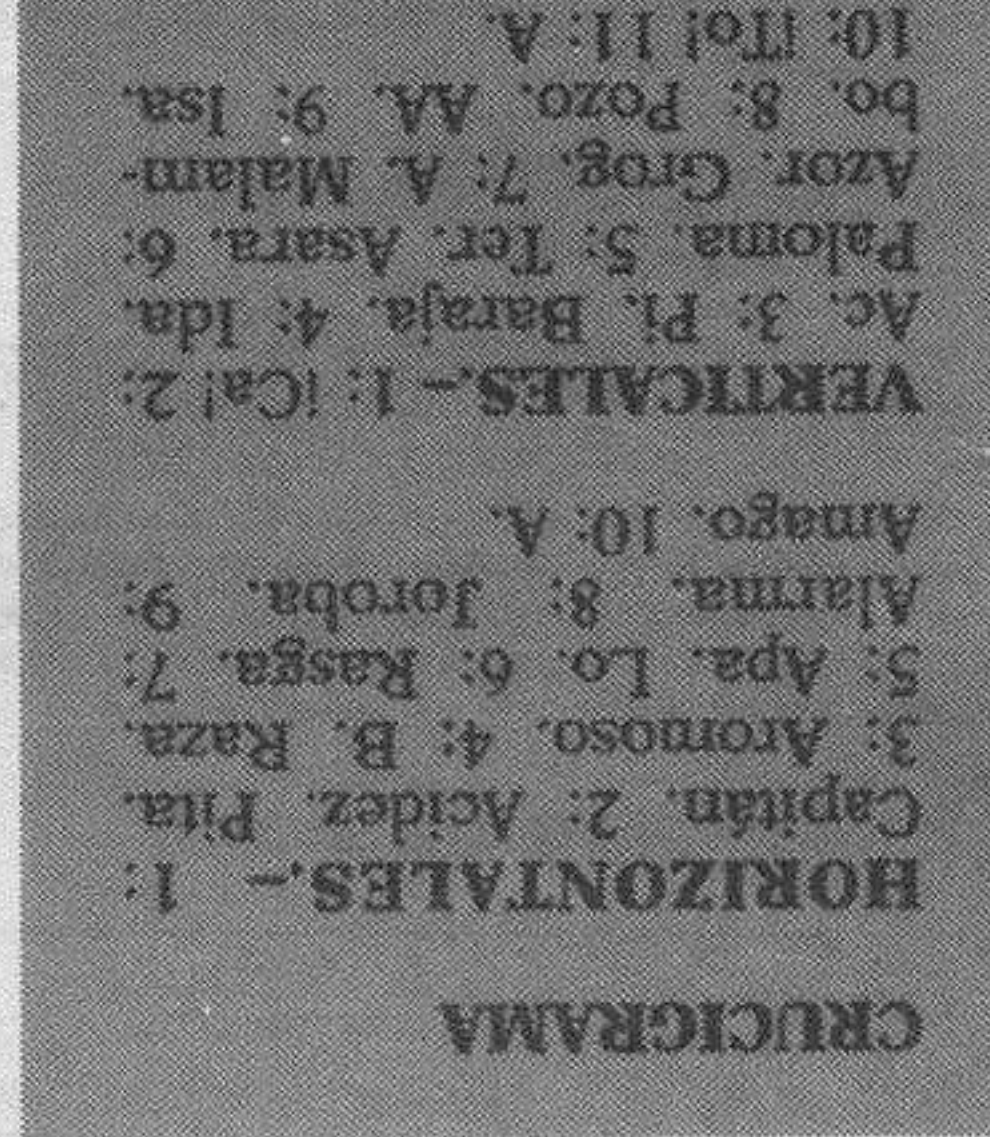 CRUCIGRAMA
HORIZONTALES.– 1:
Capitán. 2: Acidez. Pita.
3: Aromoso. 4: B. Raza.
5: Apa. Lo. 6: Rasga. 7:
Alarma. 8: Joroba. 9:
Amago. 10: A.
VERTICALES.– 1: ¡Ca! 2:
Ac. 3: Pi. Baraja. 4: Ida.
Paloma. 5: Ter. Asara. 6:
Azor. Grog. 7: A. Malam-
bo. 8: Pozo. AA. 9: Isa.
10: ¡To! 11: A.